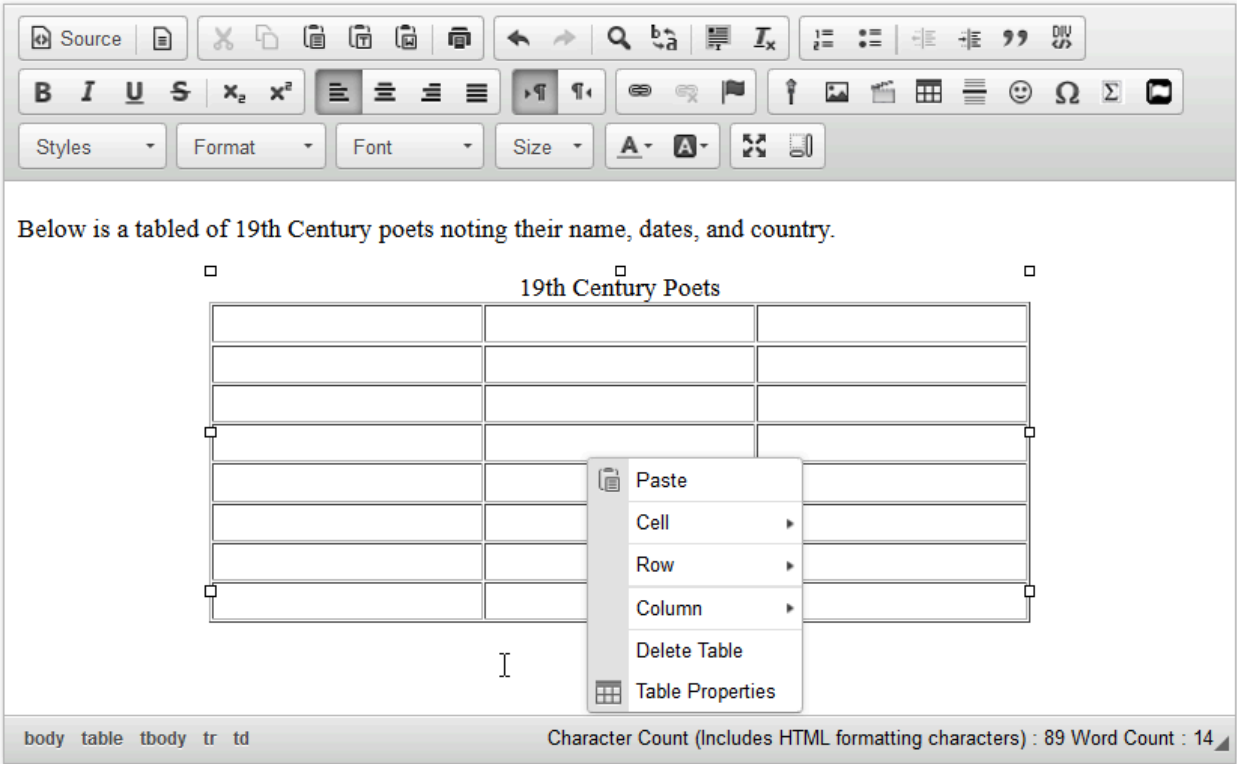 Source
B I U S x₂ x²
Styles Format Font Size A A
Below is a tabled of 19th Century poets noting their name, dates, and country.
19th Century Poets
Paste
Cell
Row
Column
Delete Table
Table Properties
body table tbody tr td Character Count (Includes HTML formatting characters) : 89 Word Count : 14